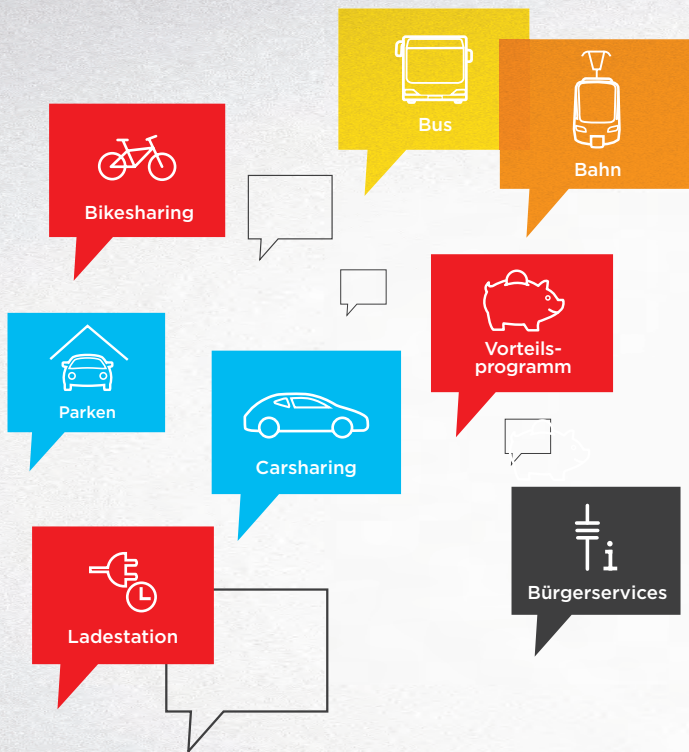 Bus
Bahn
Bikesharing
Vorteils-
programm
Parken
Carsharing
i
Bürgerservices
Ladestation